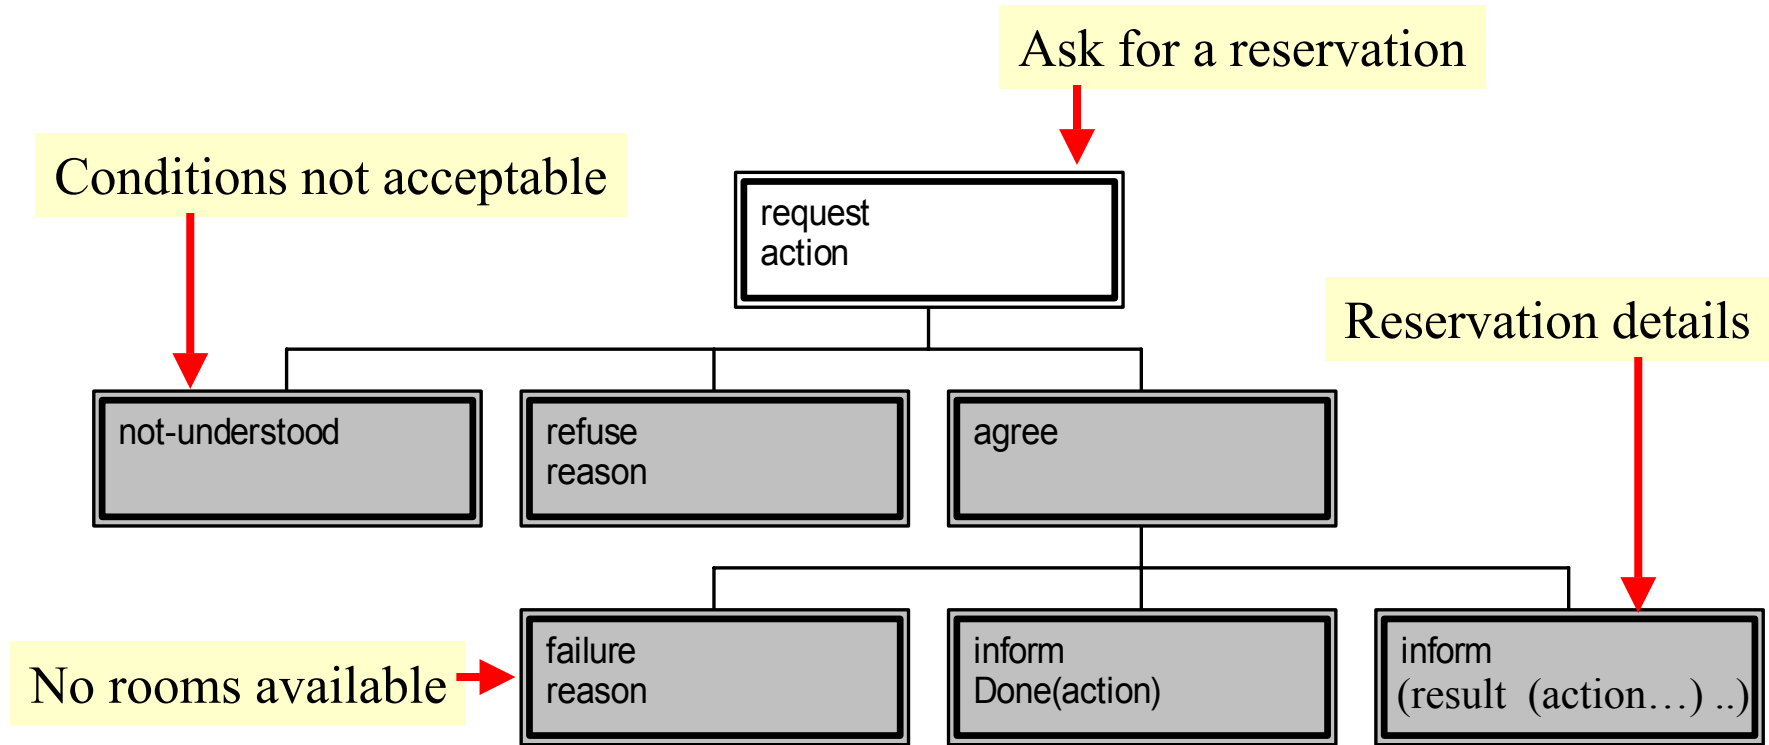 Ask for a reservation
Conditions not acceptable
request
action
Reservation details
not-understood
refuse
reason
agree
No rooms available
failure
reason
inform
Done(action)
inform
(result (action…) ..)